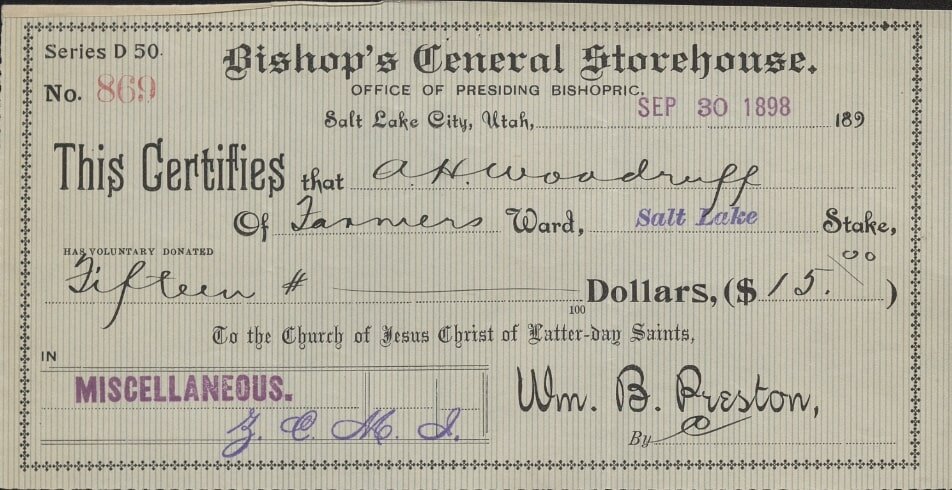 Series D 50.
Bishop's General Storehouse.
No. 869
OFFICE OF PRESIDING BISHOPRIC.
Salt Lake City, Utah, SEP 30 1898 189
This Certifies that A. H. Woodruff
Of Farmers Ward, Salt Lake Stake,
HAS VOLUNTARY DONATED
Fifteen # 100 Dollars, ($ 15.00 )
To the Church of Jesus Christ of Latter-day Saints,
IN
MISCELLANEOUS.
Z. C. M. I.
Wm. B. Preston,
By